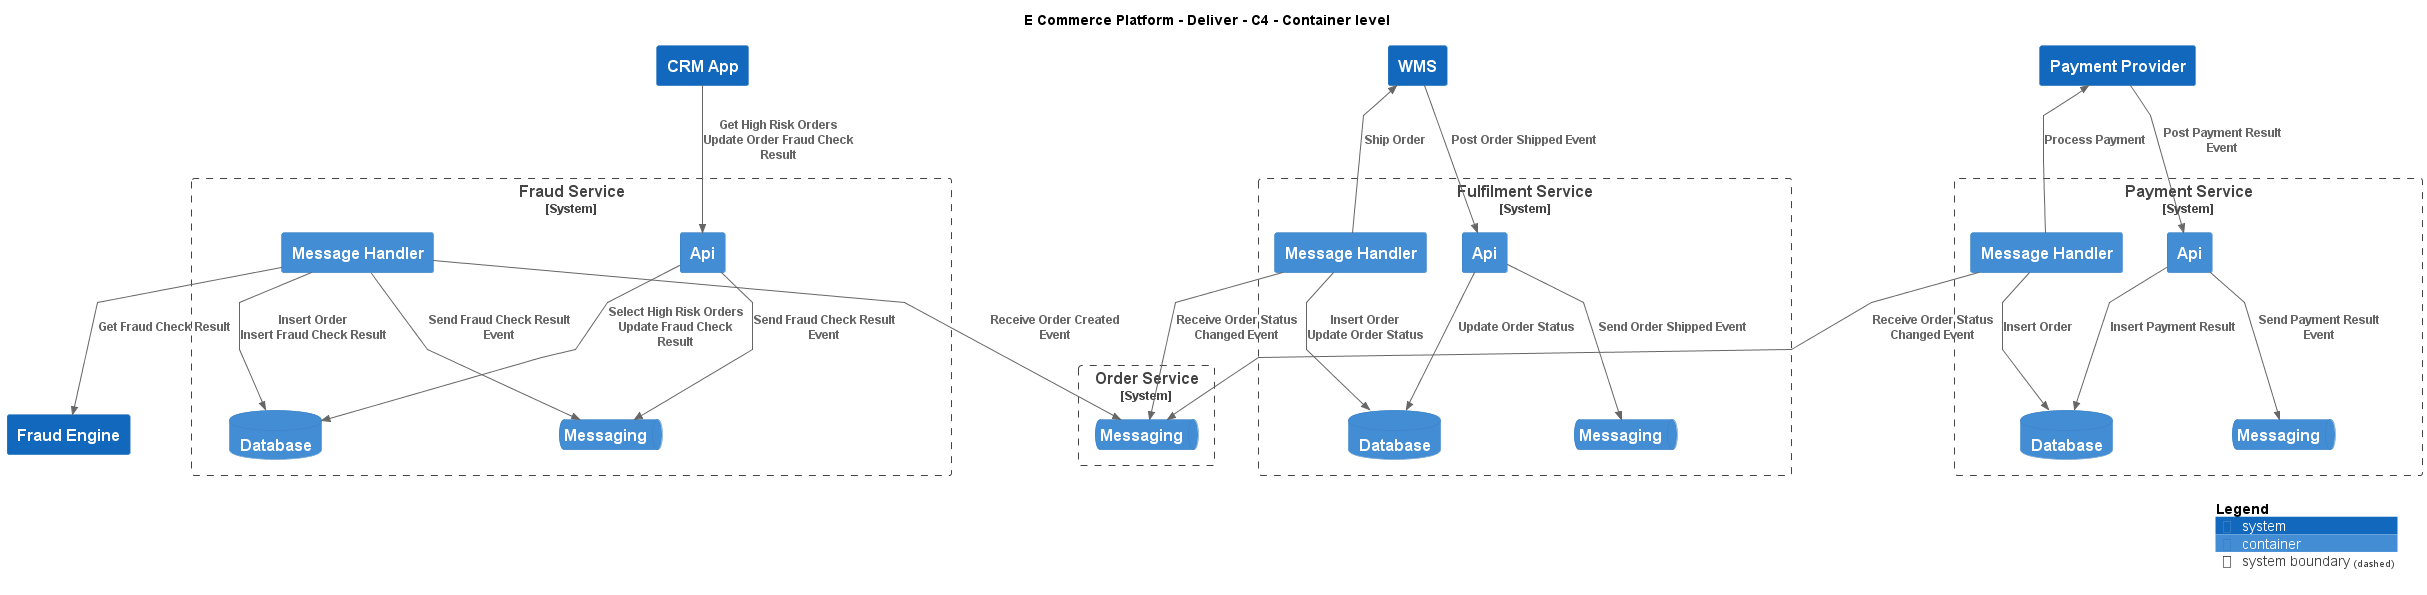 E Commerce Platform - Deliver - C4 - Container level
CRM App
WMS
Payment Provider
Get High Risk Orders
Update Order Fraud Check
Result
Ship Order
Post Order Shipped Event
Process Payment
Post Payment Result
Event
Fraud Service
[System]
Fulfilment Service
[System]
Payment Service
[System]
Message Handler
Api
Message Handler
Api
Message Handler
Api
Get Fraud Check Result
Insert Order
Insert Fraud Check Result
Send Fraud Check Result
Event
Select High Risk Orders
Update Fraud Check
Result
Send Fraud Check Result
Event
Receive Order Created
Event
Receive Order Status
Changed Event
Insert Order
Update Order Status
Update Order Status
Send Order Shipped Event
Receive Order Status
Changed Event
Insert Order
Insert Payment Result
Send Payment Result
Event
Order Service
[System]
Fraud Engine
Database
Messaging
Messaging
Database
Messaging
Database
Messaging
Legend
system
container
system boundary (dashed)